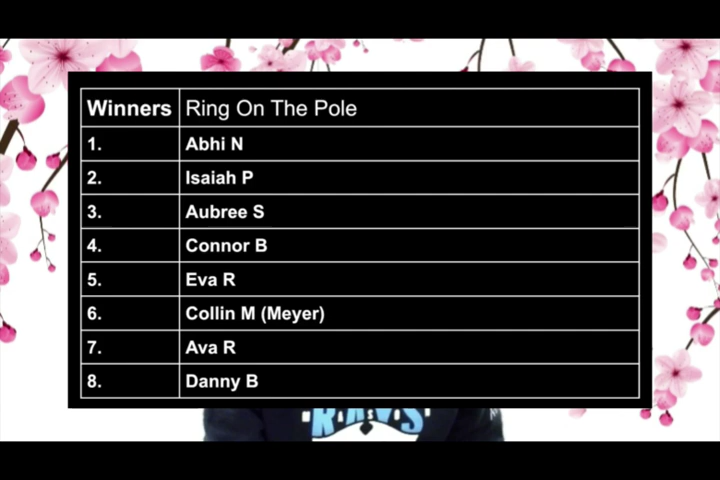 Winners Ring On The Pole
1. Abhi N
2. Isaiah P
3. Aubree S
4. Connor B
5. Eva R
6. Collin M (Meyer)
7. Ava R
8. Danny B